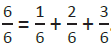 6/6 = 1/6 + 2/6 + 3/6